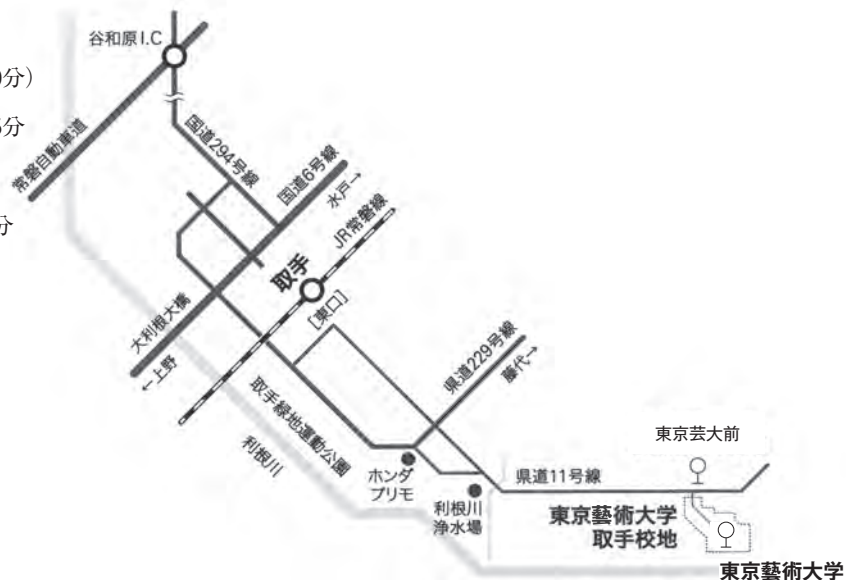 谷和原I.C
分）
分
分
常磐自動車道
国道294号線
国道6号線
水戸→
JR常磐線
取手
［東口］
大利根大橋
←上野
県道229号線
藤代→
取手緑地運動公園
利根川
ホンダ
プリモ
利根川
浄水場
県道11号線
東京芸大前
東京藝術大学
取手校地
東京藝術大学